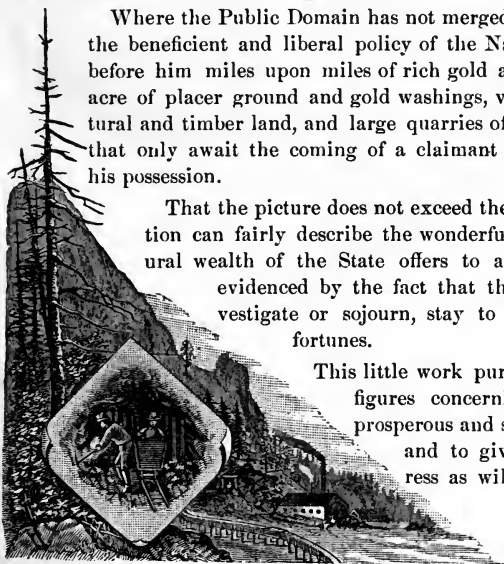 Where the Public Domain has not merged
the beneficient and liberal policy of the Na
before him miles upon miles of rich gold a
acre of placer ground and gold washings, v
tural and timber land, and large quarries of
that only await the coming of a claimant
his possession.
That the picture does not exceed the
tion can fairly describe the wonderfu
ural wealth of the State offers to a
evidenced by the fact that th
vestigate or sojourn, stay to
fortunes.
This little work pur
figures concern
prosperous and s
and to giv
ress as wil